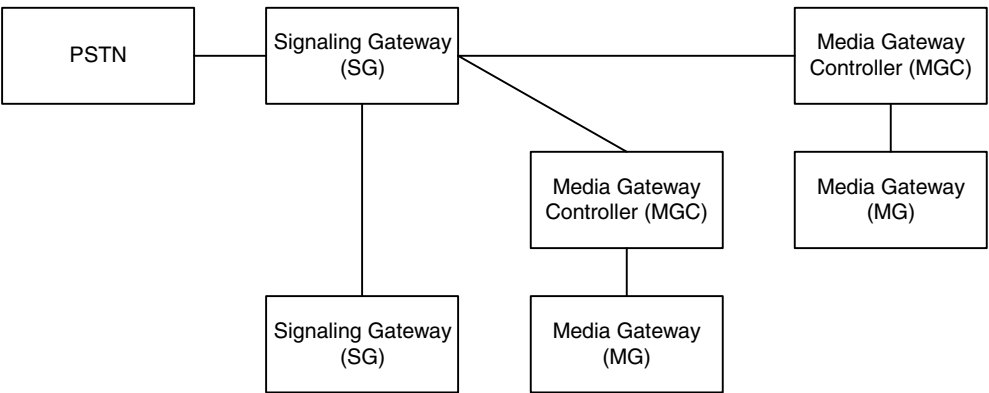 PSTN
Signaling Gateway
(SG)
Media Gateway
Controller (MGC)
Media Gateway
Controller (MGC)
Media Gateway
(MG)
Signaling Gateway
(SG)
Media Gateway
(MG)